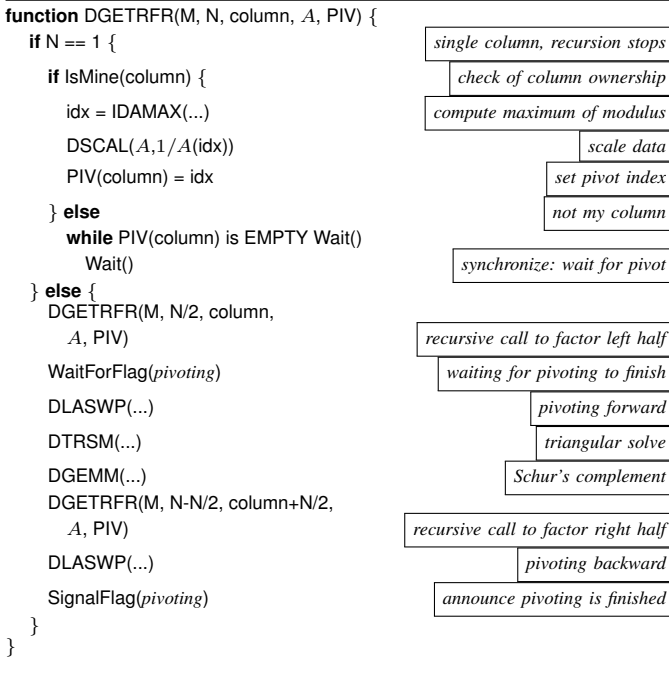 function DGETRFR(M, N, column, A, PIV) {
if N == 1 { single column, recursion stops
if IsMine(column) { check of column ownership
idx = IDAMAX(...) compute maximum of modulus
DSCAL(A,1/A(idx)) scale data
PIV(column) = idx set pivot index
} else not my column
while PIV(column) is EMPTY Wait()
Wait() synchronize: wait for pivot
} else {
DGETRFR(M, N/2, column,
A, PIV) recursive call to factor left half
WaitForFlag(pivoting) waiting for pivoting to finish
DLASWP(...) pivoting forward
DTRSM(...) triangular solve
DGEMM(...) Schur's complement
DGETRFR(M, N-N/2, column+N/2,
A, PIV) recursive call to factor right half
DLASWP(...) pivoting backward
SignalFlag(pivoting) announce pivoting is finished
}
}